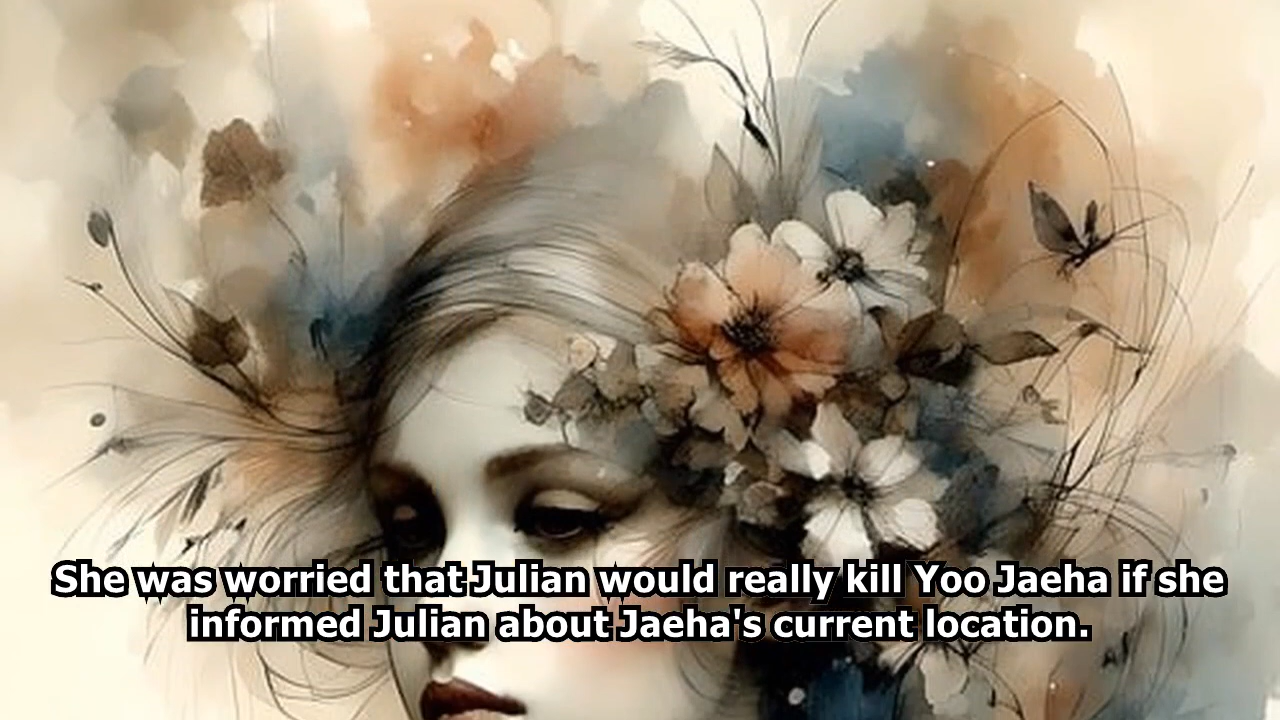 She was worried that Julian would really kill Yoo Jaeha if she
informed Julian about Jaeha's current location.